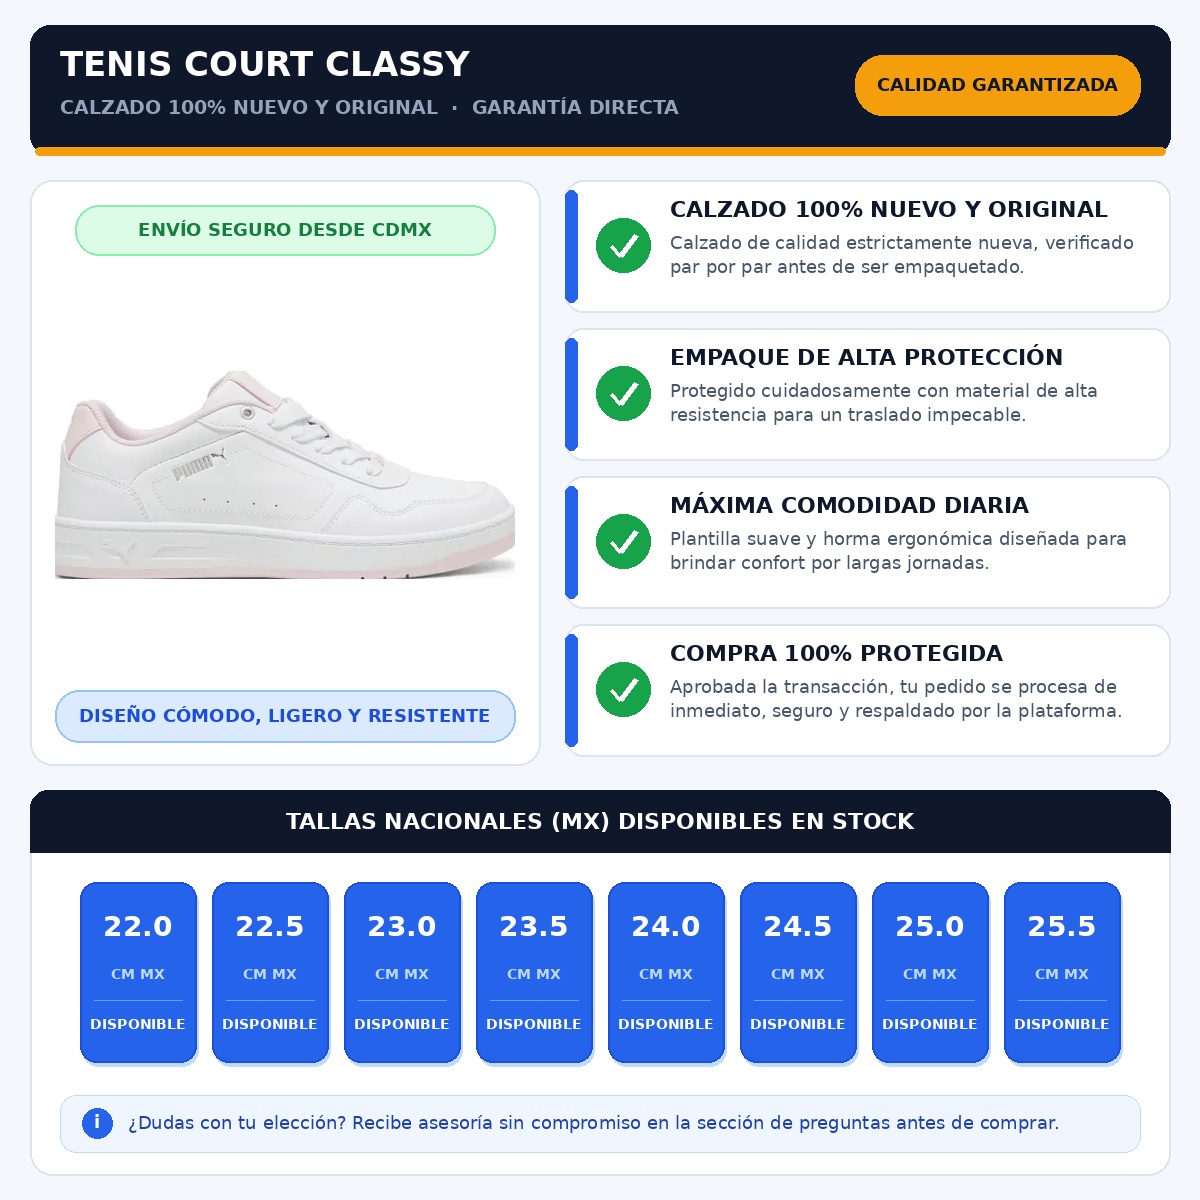 TENIS COURT CLASSY
CALZADO 100% NUEVO Y ORIGINAL · GARANTÍA DIRECTA
CALIDAD GARANTIZADA
ENVÍO SEGURO DESDE CDMX
PUMA
DISEÑO CÓMODO, LIGERO Y RESISTENTE
CALZADO 100% NUEVO Y ORIGINAL
Calzado de calidad estrictamente nueva, verificado
par por par antes de ser empaquetado.
EMPAQUE DE ALTA PROTECCIÓN
Protegido cuidadosamente con material de alta
resistencia para un traslado impecable.
MÁXIMA COMODIDAD DIARIA
Plantilla suave y horma ergonómica diseñada para
brindar confort por largas jornadas.
COMPRA 100% PROTEGIDA
Aprobada la transacción, tu pedido se procesa de
inmediato, seguro y respaldado por la plataforma.
TALLAS NACIONALES (MX) DISPONIBLES EN STOCK
22.0 22.5 23.0 23.5 24.0 24.5 25.0 25.5
CM MX CM MX CM MX CM MX CM MX CM MX CM MX CM MX
DISPONIBLE DISPONIBLE DISPONIBLE DISPONIBLE DISPONIBLE DISPONIBLE DISPONIBLE DISPONIBLE
i ¿Dudas con tu elección? Recibe asesoría sin compromiso en la sección de preguntas antes de comprar.